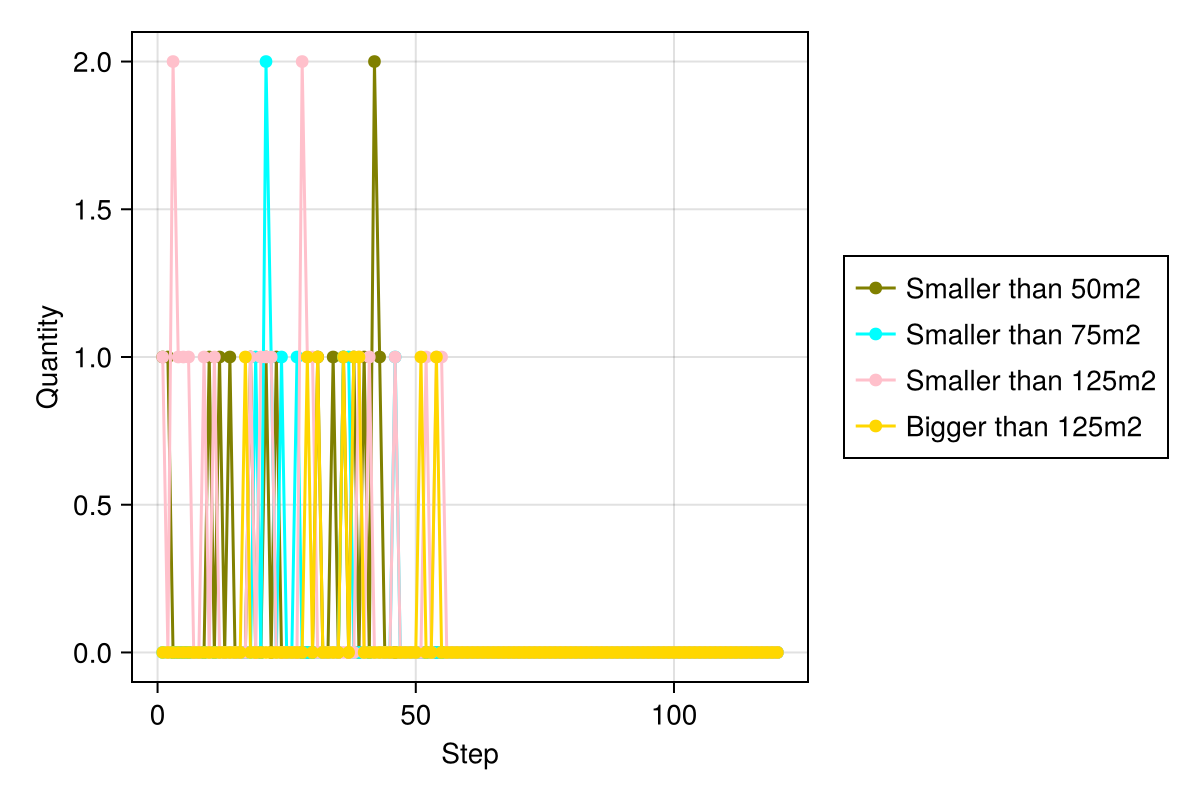 2.0
1.5
1.0
0.5
0.0
Quantity
0
50
100
Step
Smaller than 50m2
Smaller than 75m2
Smaller than 125m2
Bigger than 125m2